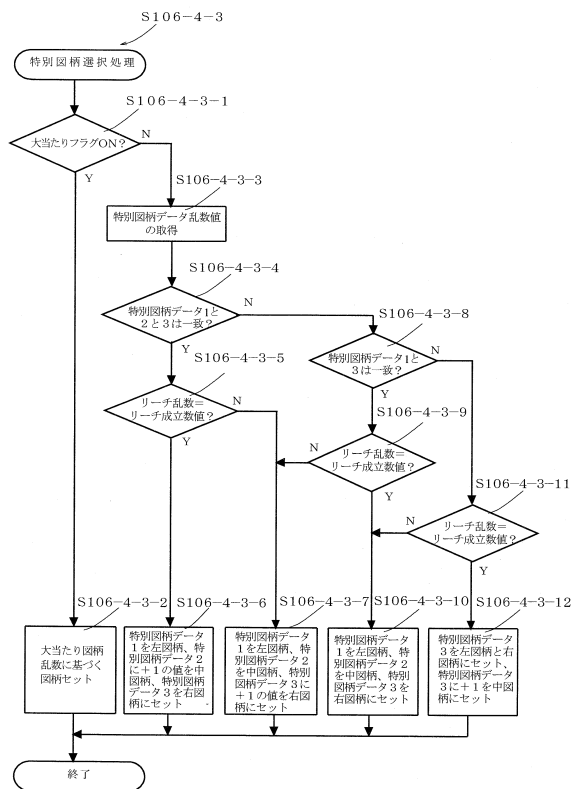 S106-4-3
特別図柄選択処理
S106-4-3-1
大当たりフラグON?
N
Y
S106-4-3-3
特別図柄データ乱数値
の取得
S106-4-3-4
特別図柄データ1と
2と3は一致?
N
Y
S106-4-3-8
特別図柄データ1と
3は一致?
N
Y
S106-4-3-5
リーチ乱数=
リーチ成立数値?
N
Y
S106-4-3-9
リーチ乱数=
リーチ成立数値?
N
Y
S106-4-3-11
リーチ乱数=
リーチ成立数値?
N
Y
S106-4-3-2
大当たり図柄
乱数に基づく
図柄セット
S106-4-3-6
特別図柄データ
1を左図柄、特
別図柄データ2
に+1の値を中
図柄、特別図柄
データ3を右図
柄にセット
S106-4-3-7
特別図柄データ
1を左図柄、特
別図柄データ2
を中図柄、特別
図柄データ3に
+1の値を右図
柄にセット
S106-4-3-10
特別図柄データ
1を左図柄、特
別図柄データ2
を中図柄、特別
図柄データ3を
右図柄にセット
S106-4-3-12
特別図柄データ
3を左図柄と右
図柄にセット、
特別図柄データ
3に+1を中図
柄にセット
終了